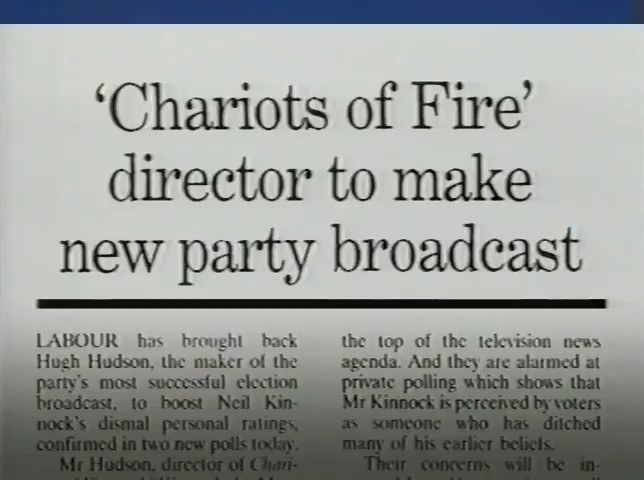 ‘Chariots of Fire’
director to make
new party broadcast
LABOUR has brought back
Hugh Hudson, the maker of the
party's most successful election
broadcast, to boost Neil Kin-
nock's dismal personal ratings,
confirmed in two new polls today.
Mr Hudson, director of Chari-
the top of the television news
agenda. And they are alarmed at
private polling which shows that
Mr Kinnock is perceived by voters
as someone who has ditched
many of his earlier beliefs.
Their concerns will be in-